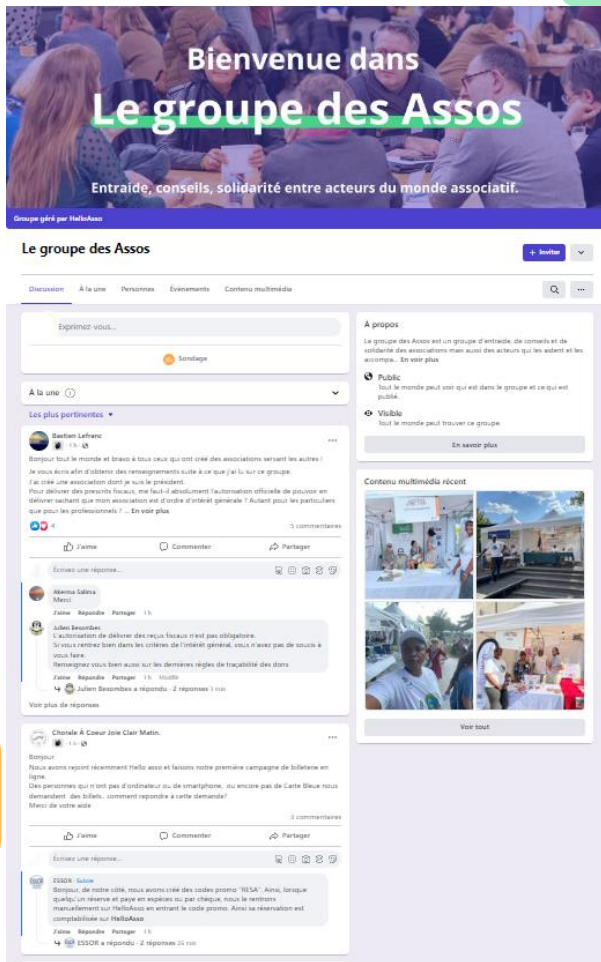 Bienvenue dans
Le groupe des Assos
Entraide, conseils, solidarité entre acteurs du monde associatif.
Groupe géré par HelloAsso
Le groupe des Assos
+ Inviter
Discussion À la une Personnes Évènements Contenu multimédia
Exprimez-vous...
Sondage
À la une
Les plus pertinentes
Bastien Lefranc
1 h
Bonjour tout le monde et bravo à tous ceux qui ont créé des associations servant les autres !
Je vous écris afin d'obtenir des renseignements suite à ce que j'ai lu sur ce groupe.
J'ai créé une association dont je suis le président.
Pour délivrer des prescrits fiscaux, me faut-il absolument l'autorisation officielle de pouvoir en
délivrer sachant que mon association est d'ordre d'intérêt générale ? Autant pour les particuliers
que pour les professionnels ? ... En voir plus
4
5 commentaires
J'aime Commenter Partager
Écrivez une réponse...
Akerma Salima
Merci
J'aime Répondre Partager 1 h
Julien Besombes
L'autorisation de délivrer des reçus fiscaux n'est pas obligatoire.
Si vous rentrez bien dans les critères de l'intérêt général, vous n'avez pas de soucis à
vous faire.
Renseignez vous bien aussi sur les dernières règles de traçabilité des dons
J'aime Répondre Partager 1 h Modifié
Julien Besombes a répondu · 2 réponses 3 min
Voir plus de réponses
Chorale À Coeur Joie Clair Matin.
1 h
Bonjour
Nous avons rejoint récemment Hello asso et faisons notre première campagne de billeterie en
ligne.
Des personnes qui n'ont pas d'ordinateur ou de smartphone, ou encore pas de Carte Bleue nous
demandent des billets.. comment repondre à cette demande?
Merci de votre aide
3 commentaires
J'aime Commenter Partager
Écrivez une réponse...
ESSOR · Suivre
Bonjour, de notre côté, nous avons créé des codes promo "RESA". Ainsi, lorsque
quelqu'un réserve et paye en espèces ou par chèque, nous le rentrons
manuellement sur HelloAsso en entrant le code promo. Ainsi sa réservation est
comptabilisée sur HelloAsso
J'aime Répondre Partager 1 h
ESSOR a répondu · 2 réponses 26 min
À propos
Le groupe des Assos est un groupe d'entraide, de conseils et de
solidarité des associations mais aussi des acteurs qui les aident et les
accompa... En voir plus
Public
Tout le monde peut voir qui est dans le groupe et ce qui est
publié.
Visible
Tout le monde peut trouver ce groupe.
En savoir plus
Contenu multimédia récent
Voir tout